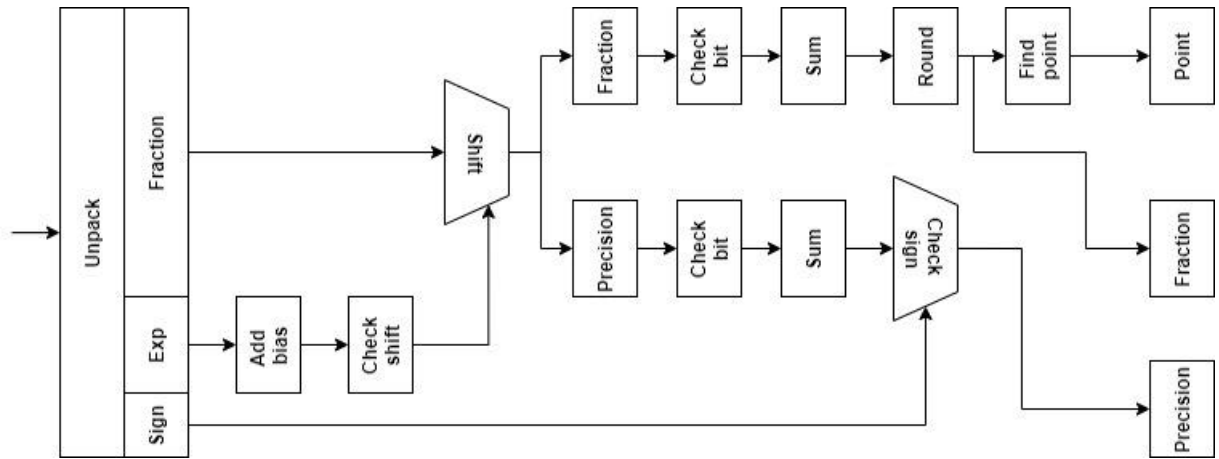 Unpack
Fraction
Exp
Sign
Add
bias
Check
shift
Shift
Fraction
Check
bit
Sum
Round
Find
point
Point
Precision
Check
bit
Sum
Check
sign
Fraction
Precision